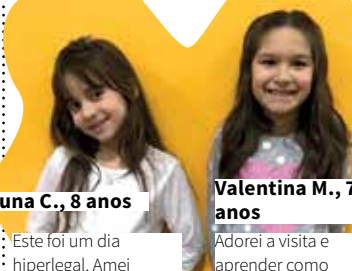 una C., 8 anos
Este foi um dia
hiperlegal. Amei
Valentina M., 7
anos
Adorei a visita e
aprender como